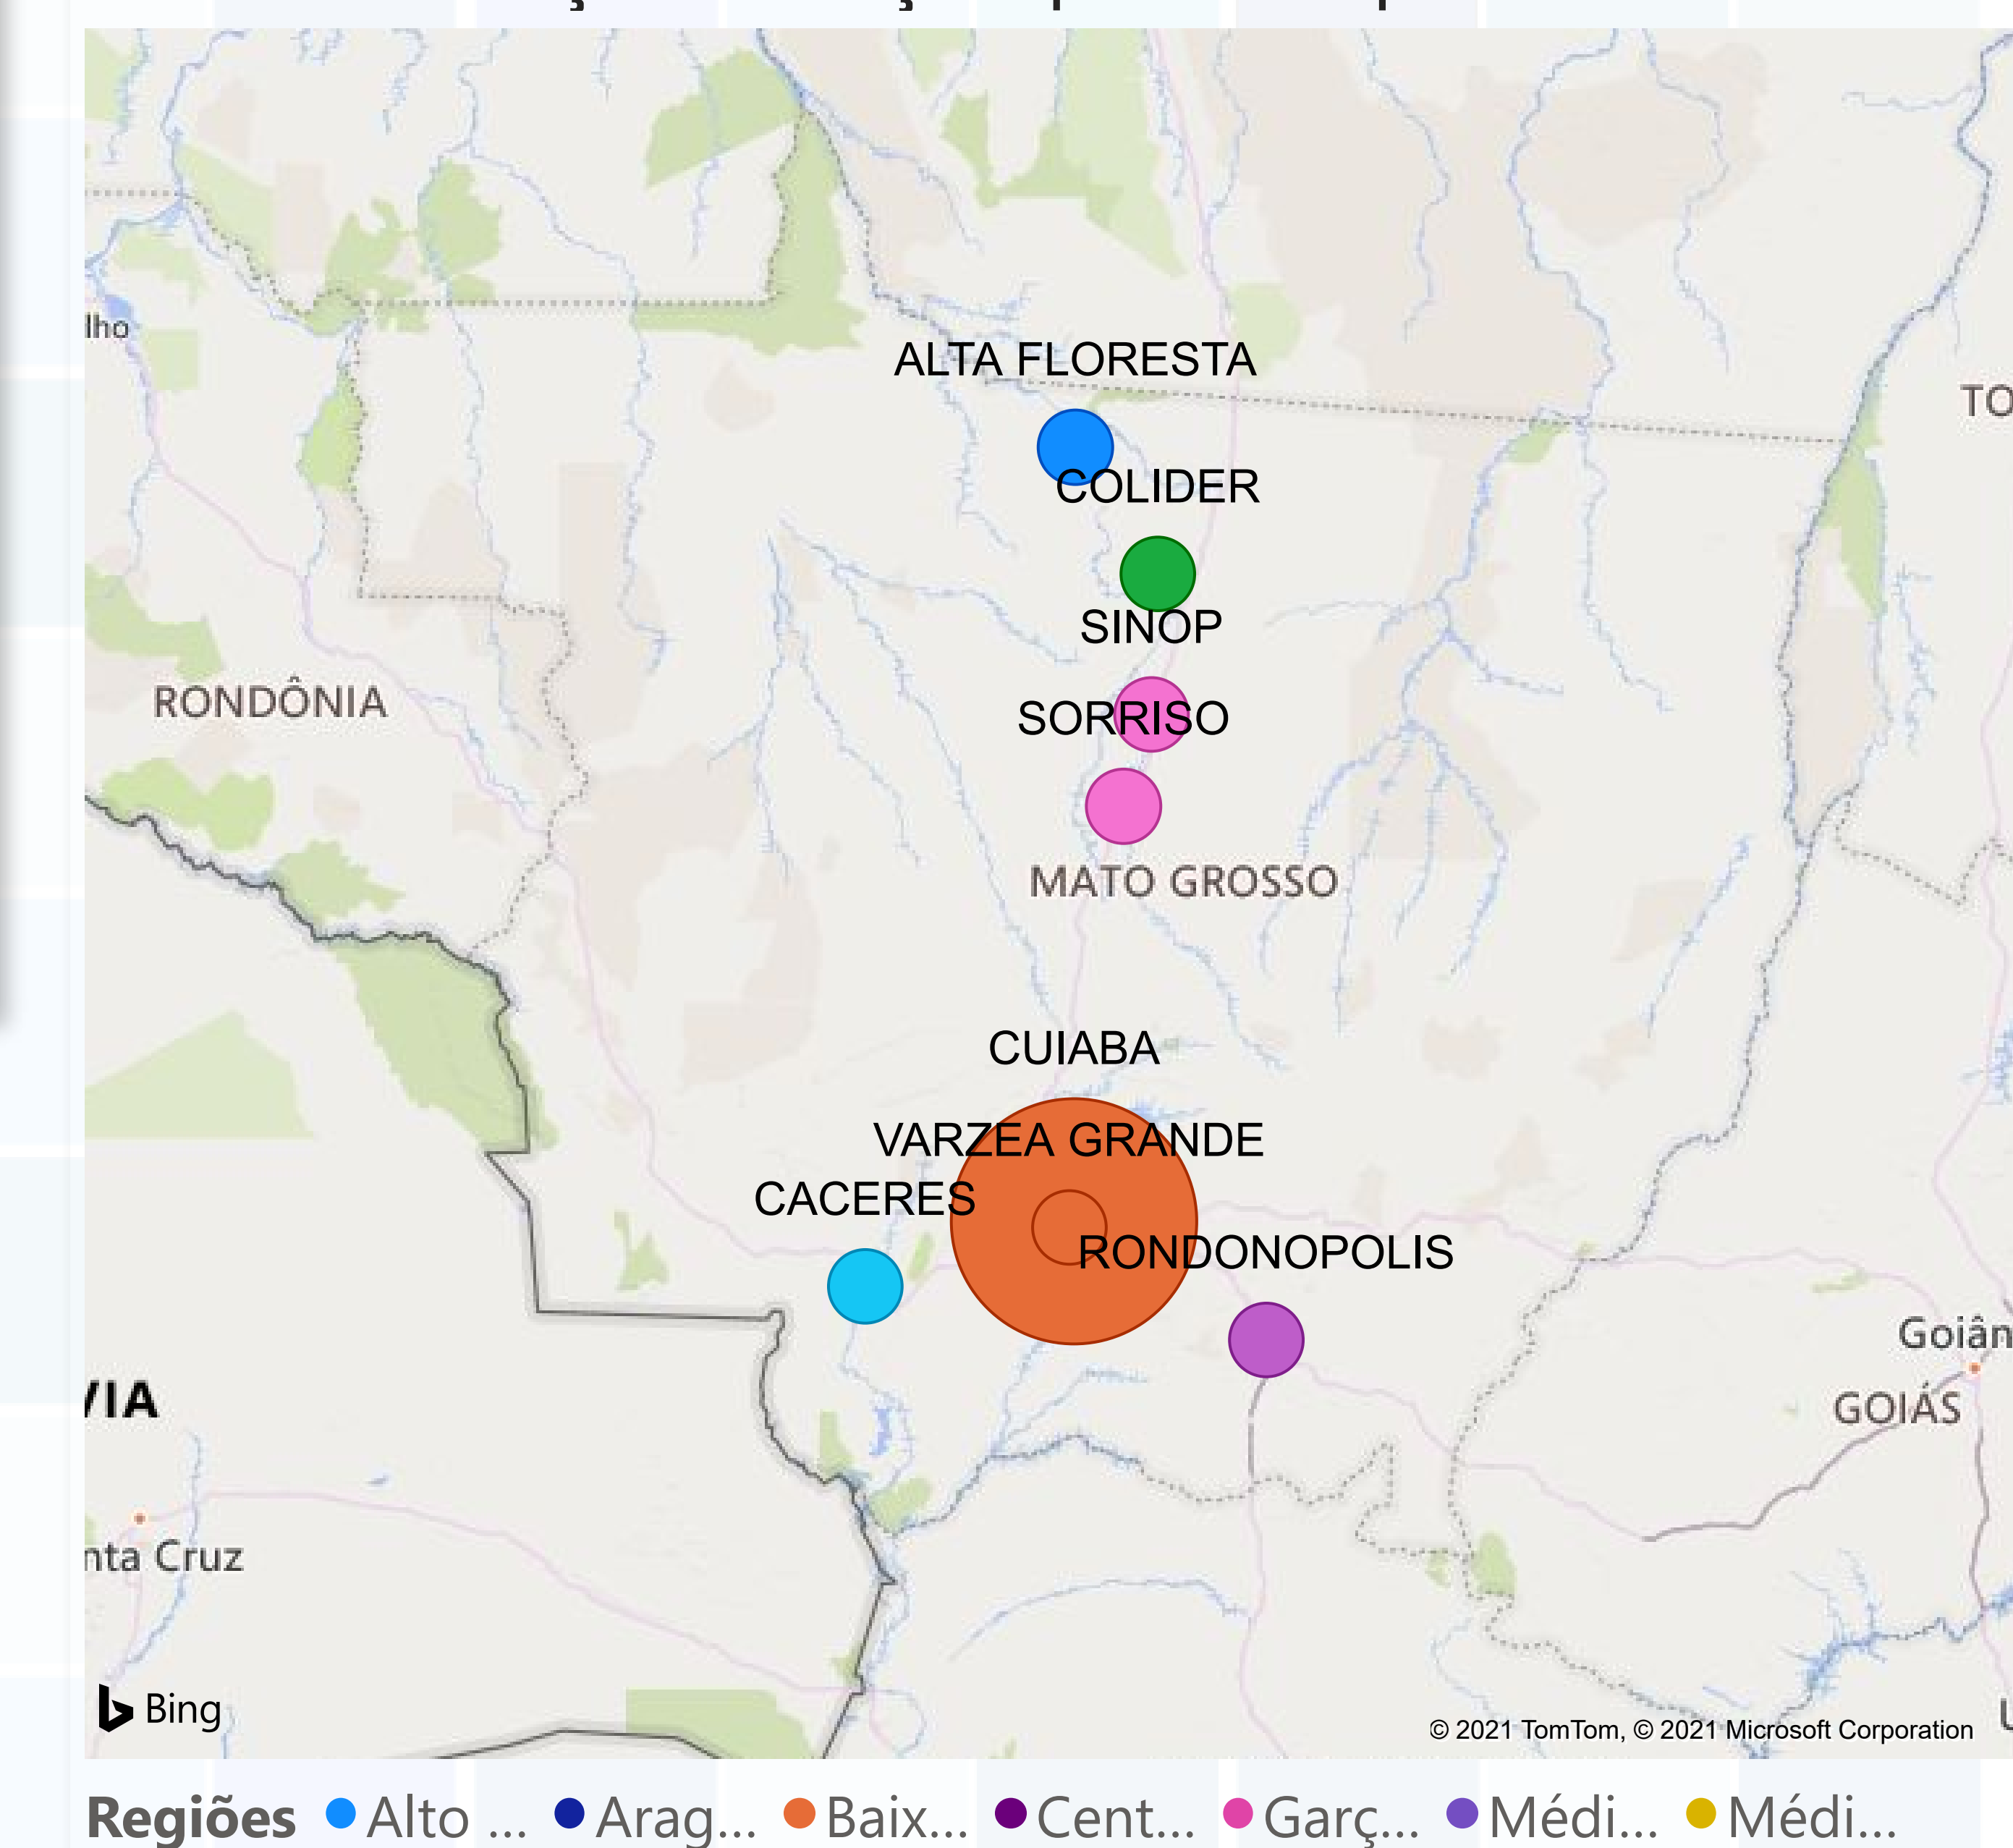 lho
ALTA FLORESTA
TO
COLIDER
SINOP
RONDÔNIA
SORRISO
MATO GROSSO
CUIABA
VARZEA GRANDE
CACERES
RONDONOPOLIS
Goiân
VIA
GOIÁS
nta Cruz
Bing
© 2021 TomTom, © 2021 Microsoft Corporation
Regiões Alto ... Arag... Baix... Cent... Garç... Médi... Médi...